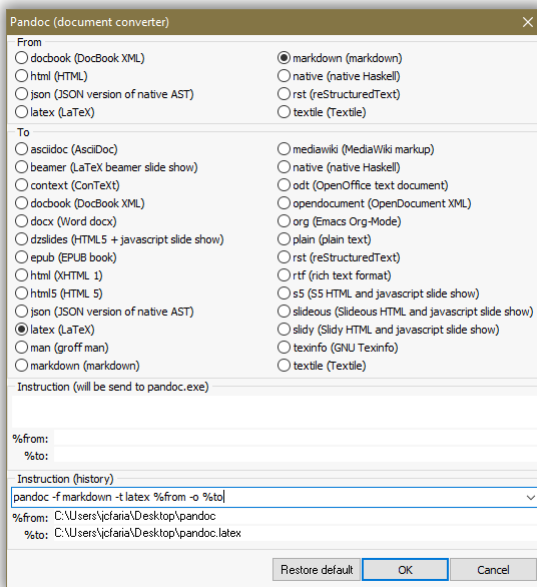 Pandoc (document converter)
From
docbook (DocBook XML)
html (HTML)
json (JSON version of native AST)
latex (LaTeX)
markdown (markdown)
native (native Haskell)
rst (reStructuredText)
textile (Textile)
To
asciidoc (AsciiDoc)
beamer (LaTeX beamer slide show)
context (ConTeXt)
docbook (DocBook XML)
docx (Word docx)
dzslides (HTML5 + javascript slide show)
epub (EPUB book)
html (XHTML 1)
html5 (HTML 5)
json (JSON version of native AST)
latex (LaTeX)
man (groff man)
markdown (markdown)
mediawiki (MediaWiki markup)
native (native Haskell)
odt (OpenOffice text document)
opendocument (OpenDocument XML)
org (Emacs Org-Mode)
plain (plain text)
rst (reStructuredText)
rtf (rich text format)
s5 (S5 HTML and javascript slide show)
slideous (Slideous HTML and javascript slide show)
slidy (Slidy HTML and javascript slide show)
texinfo (GNU Texinfo)
textile (Textile)
Instruction (will be send to pandoc.exe)
%from:
%to:
Instruction (history)
pandoc -f markdown -t latex %from -o %to
%from: C:\Users\jcfaria\Desktop\pandoc
%to: C:\Users\jcfaria\Desktop\pandoc.latex
Restore default OK Cancel